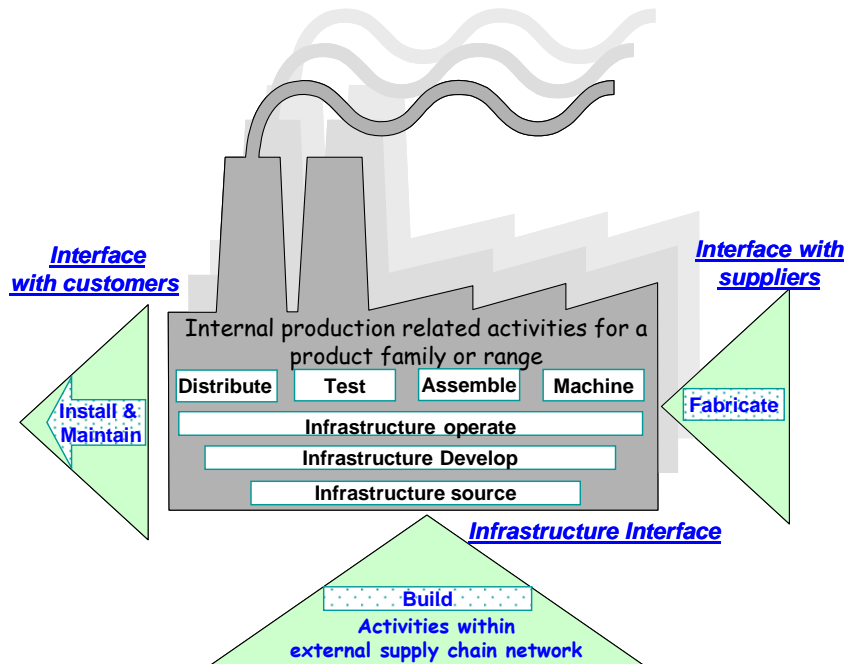 Interface
with customers
Interface with
suppliers
Internal production related activities for a
product family or range
Distribute
Test
Assemble
Machine
Install &
Maintain
Fabricate
Infrastructure operate
Infrastructure Develop
Infrastructure source
Infrastructure Interface
Build
Activities within
external supply chain network